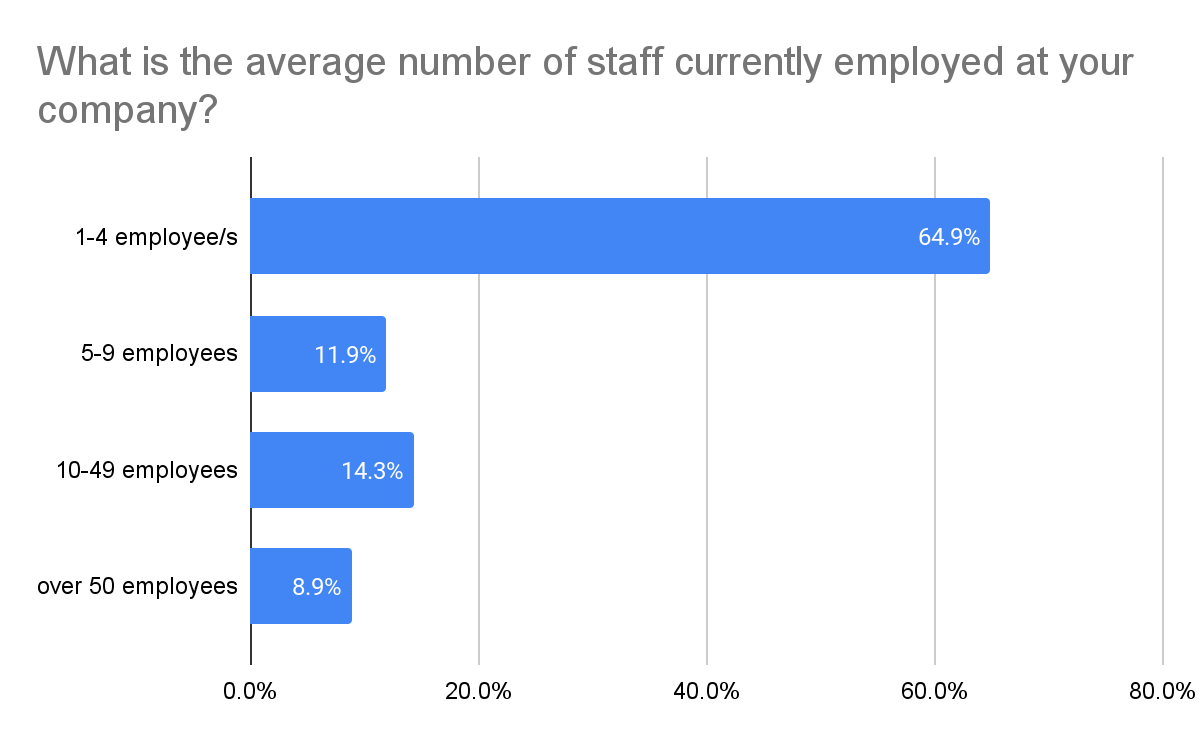 What is the average number of staff currently employed at your
company?
1-4 employee/s
64.9%
5-9 employees
11.9%
10-49 employees
14.3%
over 50 employees
8.9%
0.0% 20.0% 40.0% 60.0% 80.0%